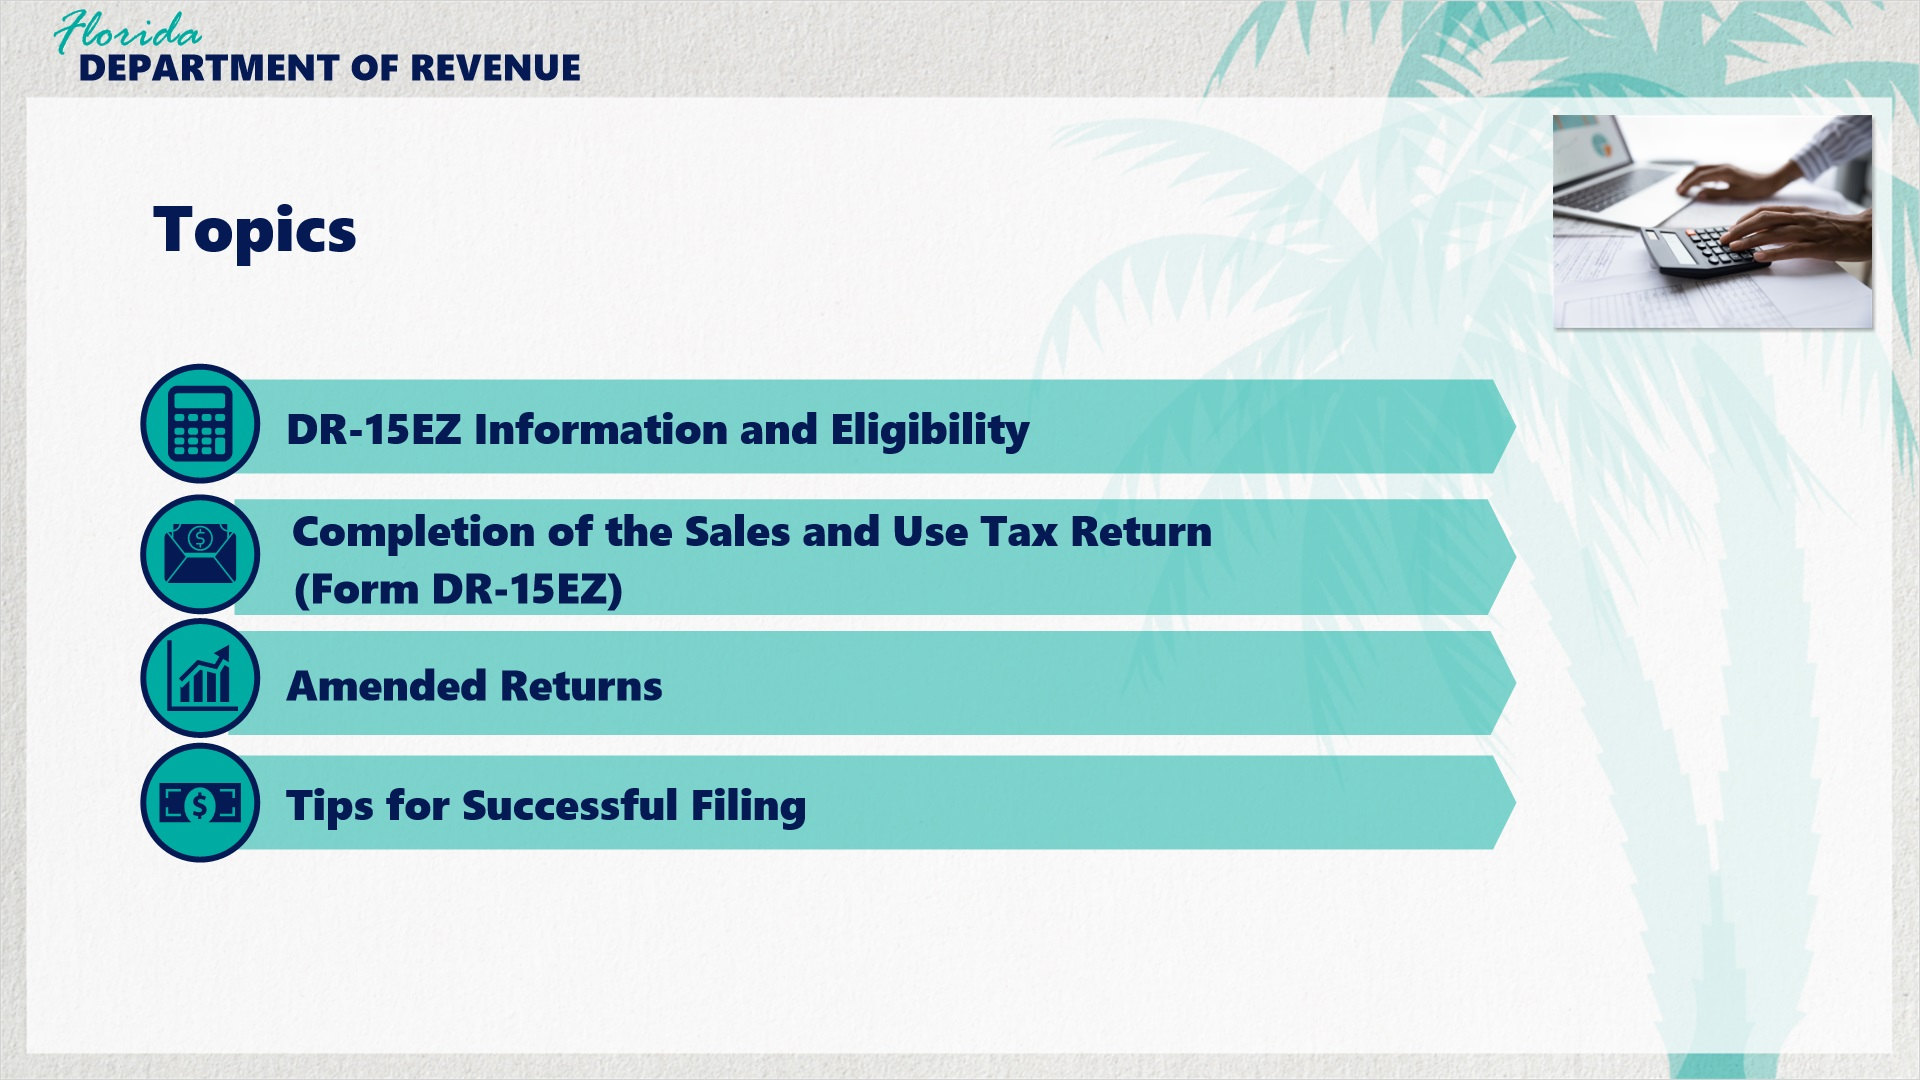 Florida
DEPARTMENT OF REVENUE
Topics
DR-15EZ Information and Eligibility
Completion of the Sales and Use Tax Return
(Form DR-15EZ)
Amended Returns
Tips for Successful Filing